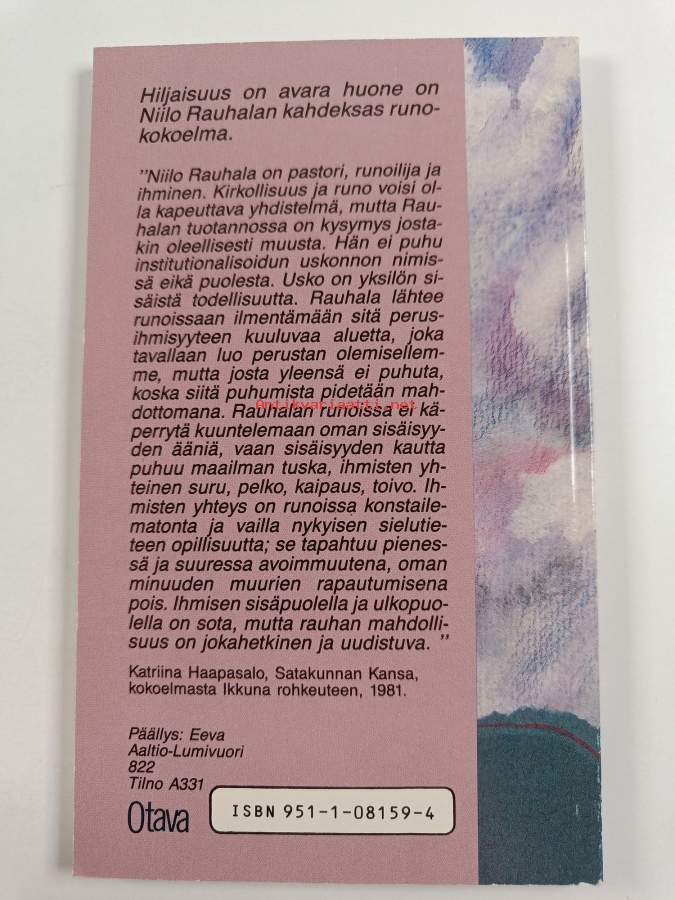 Hiljaisuus on avara huone on
Niilo Rauhalan kahdeksas runo-
kokoelma.
"Niilo Rauhala on pastori, runoilija ja
ihminen. Kirkollisuus ja runo voisi ol-
la kapeuttava yhdistelmä, mutta Rau-
halan tuotannossa on kysymys josta-
kin oleellisesti muusta. Hän ei puhu
institutionalisoidun uskonnon nimis-
sä eikä puolesta. Usko on yksilön si-
säistä todellisuutta. Rauhala lähtee
runoissaan ilmentämään sitä perus-
ihmisyyteen kuuluvaa aluetta, joka
tavallaan luo perustan olemisellem-
me, mutta josta yleensä ei puhuta,
koska siitä puhumista pidetään mah-
dottomana. Rauhalan runoissa ei kä-
Antikvariaatti.net
perrytä kuuntelemaan oman sisäisyy-
den ääniä, vaan sisäisyyden kautta
puhuu maailman tuska, ihmisten yh-
teinen suru, pelko, kaipaus, toivo. Ih-
misten yhteys on runoissa konstaile-
matonta ja vailla nykyisen sielutie-
teen opillisuutta; se tapahtuu pienes-
sä ja suuressa avoimmuutena, oman
minuuden muurien rapautumisena
pois. Ihmisen sisäpuolella ja ulkopuo-
lella on sota, mutta rauhan mahdolli-
suus on jokahetkinen ja uudistuva. "
Katriina Haapasalo, Satakunnan Kansa,
kokoelmasta Ikkuna rohkeuteen, 1981.
Päällys: Eeva
Aaltio-Lumivuori
822
Tilno A331
Otava
ISBN 951-1-08159-4